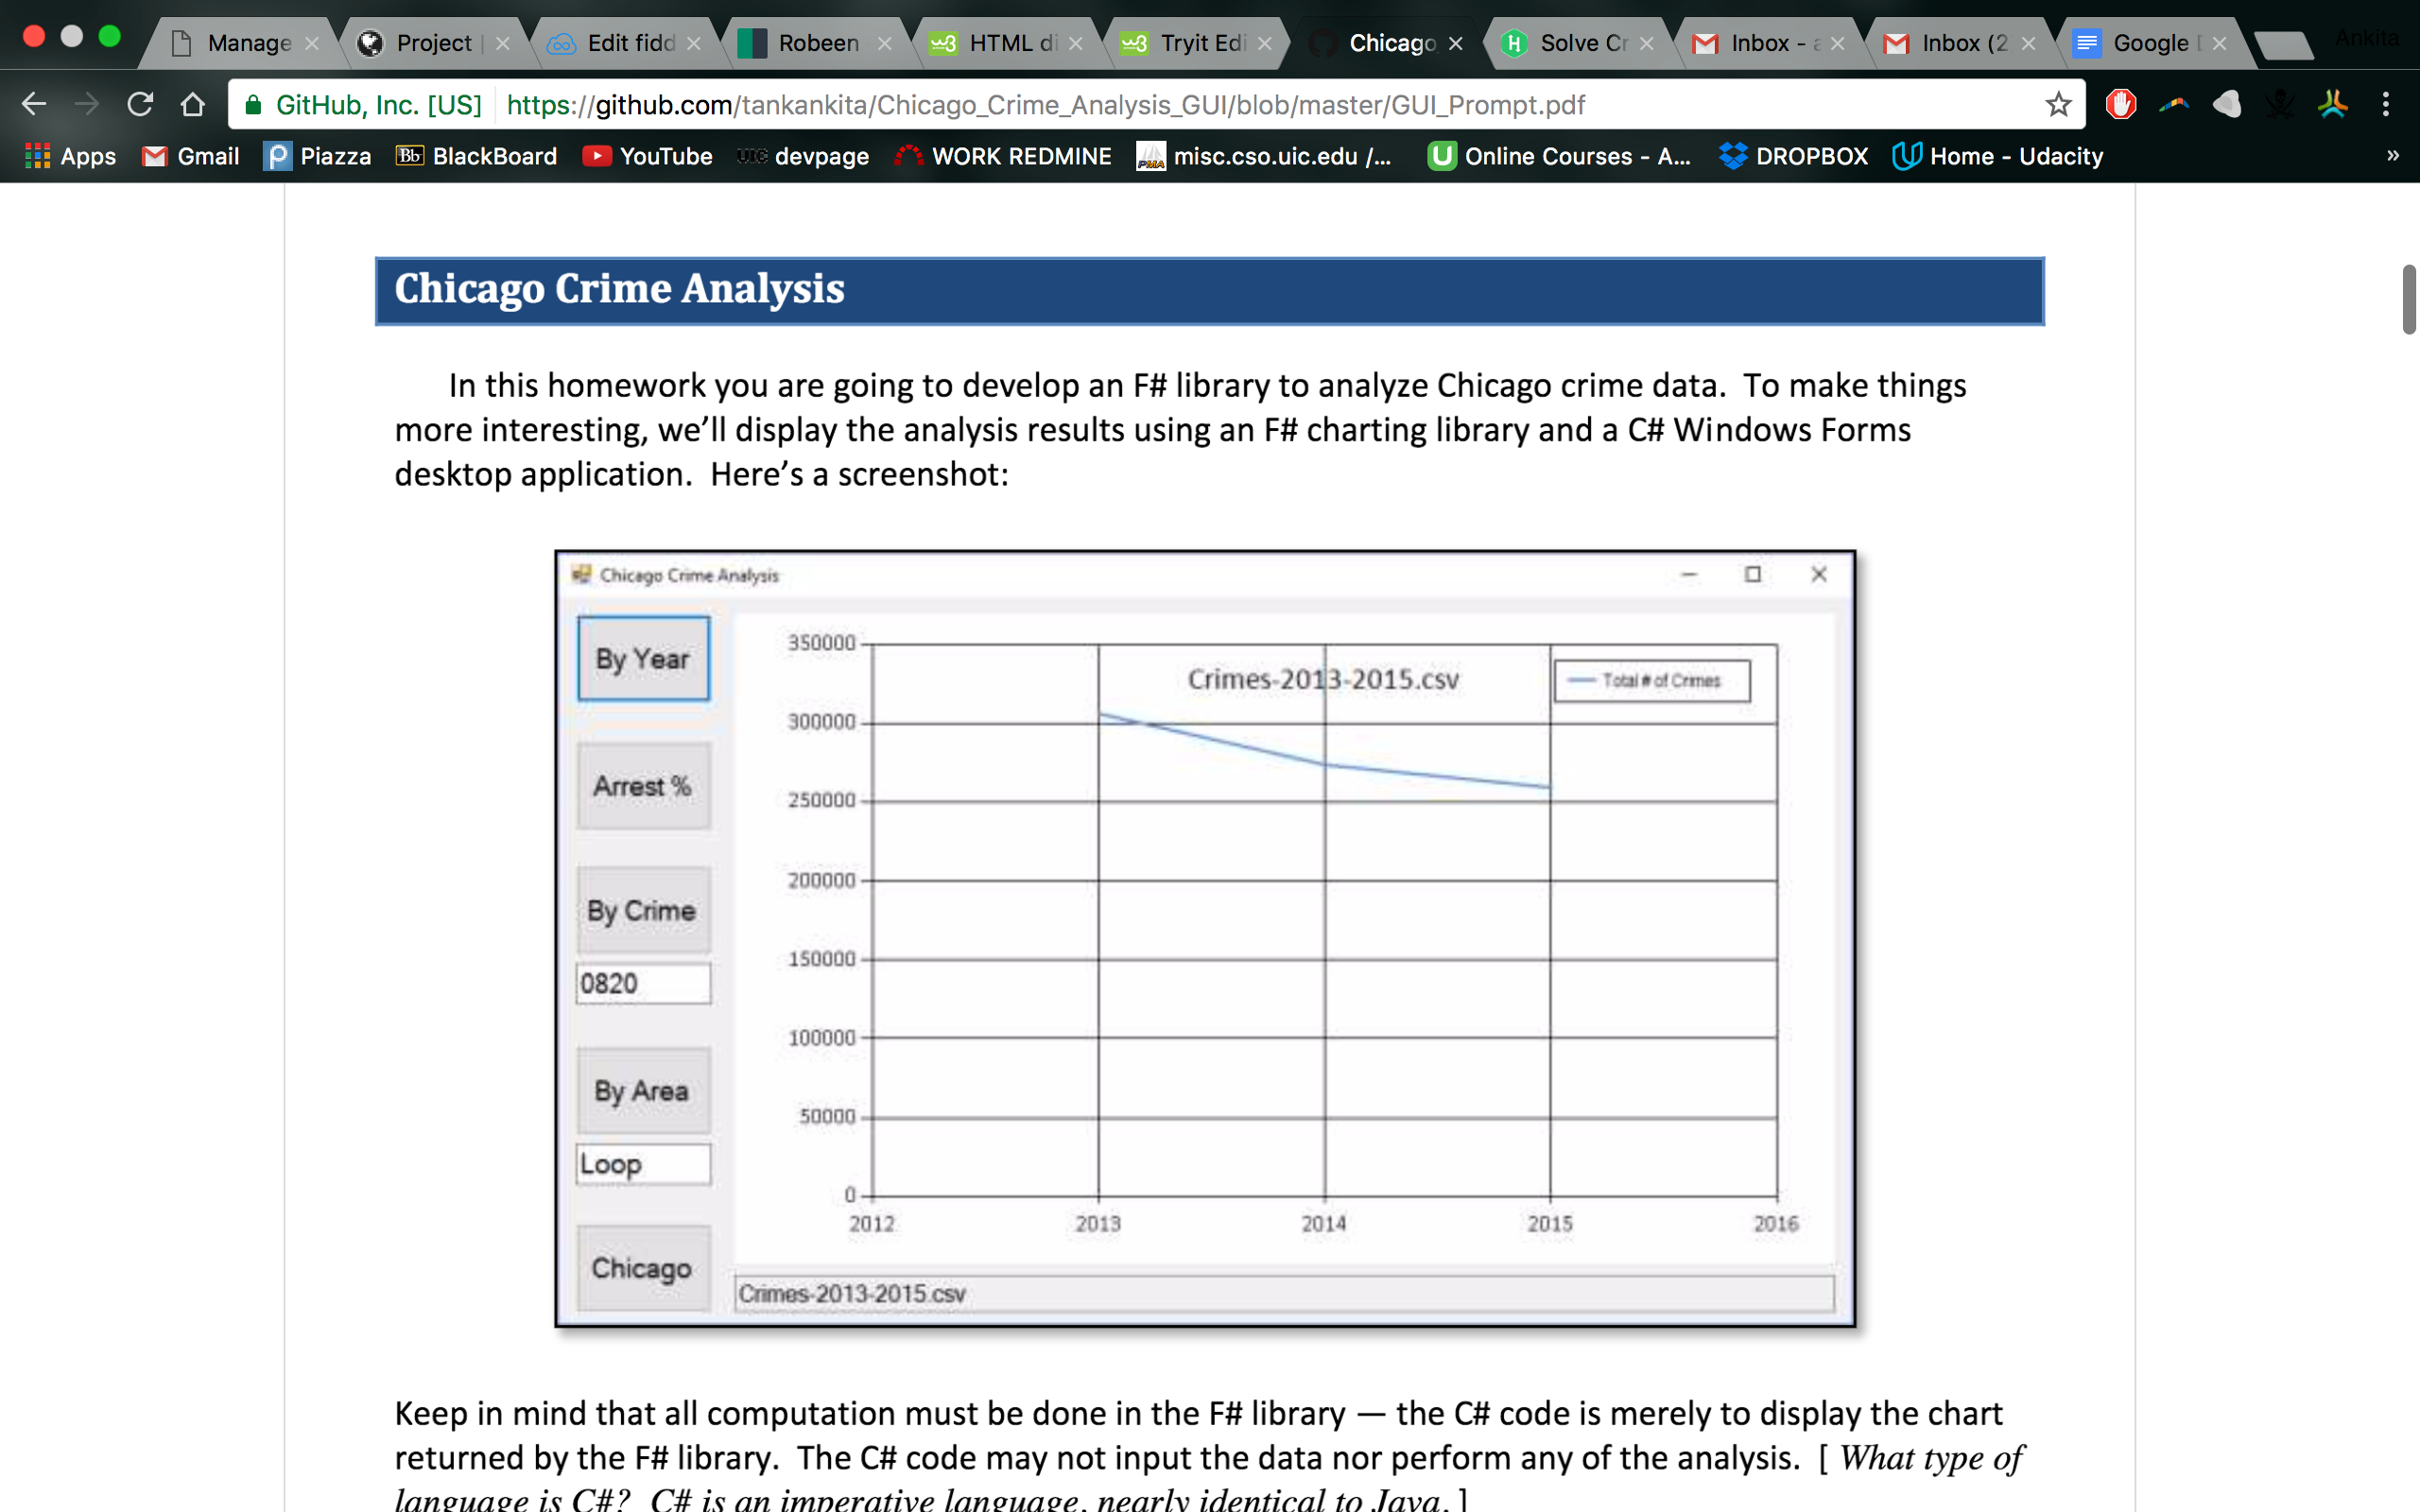 Manage
Project
Edit fidd
Robeen
HTML di
Tryit Edi
Chicago
Solve Cr
Inbox - a
Inbox (2
Google
Ankita
GitHub, Inc. [US] https://github.com/tankankita/Chicago_Crime_Analysis_GUI/blob/master/GUI_Prompt.pdf
Apps Gmail Piazza BlackBoard YouTube devpage WORK REDMINE misc.cso.uic.edu /... Online Courses - A... DROPBOX Home - Udacity »
Chicago Crime Analysis
In this homework you are going to develop an F# library to analyze Chicago crime data. To make things
more interesting, we’ll display the analysis results using an F# charting library and a C# Windows Forms
desktop application. Here’s a screenshot:
Chicago Crime Analysis
By Year
Arrest %
By Crime
0820
By Area
Loop
Chicago
Crimes-2013-2015.csv
Total # of Crimes
350000
300000
250000
200000
150000
100000
50000
0
2012 2013 2014 2015 2016
Crimes-2013-2015.csv
Keep in mind that all computation must be done in the F# library — the C# code is merely to display the chart
returned by the F# library. The C# code may not input the data nor perform any of the analysis. [ What type of
language is C#? C# is an imperative language, nearly identical to Java. ]